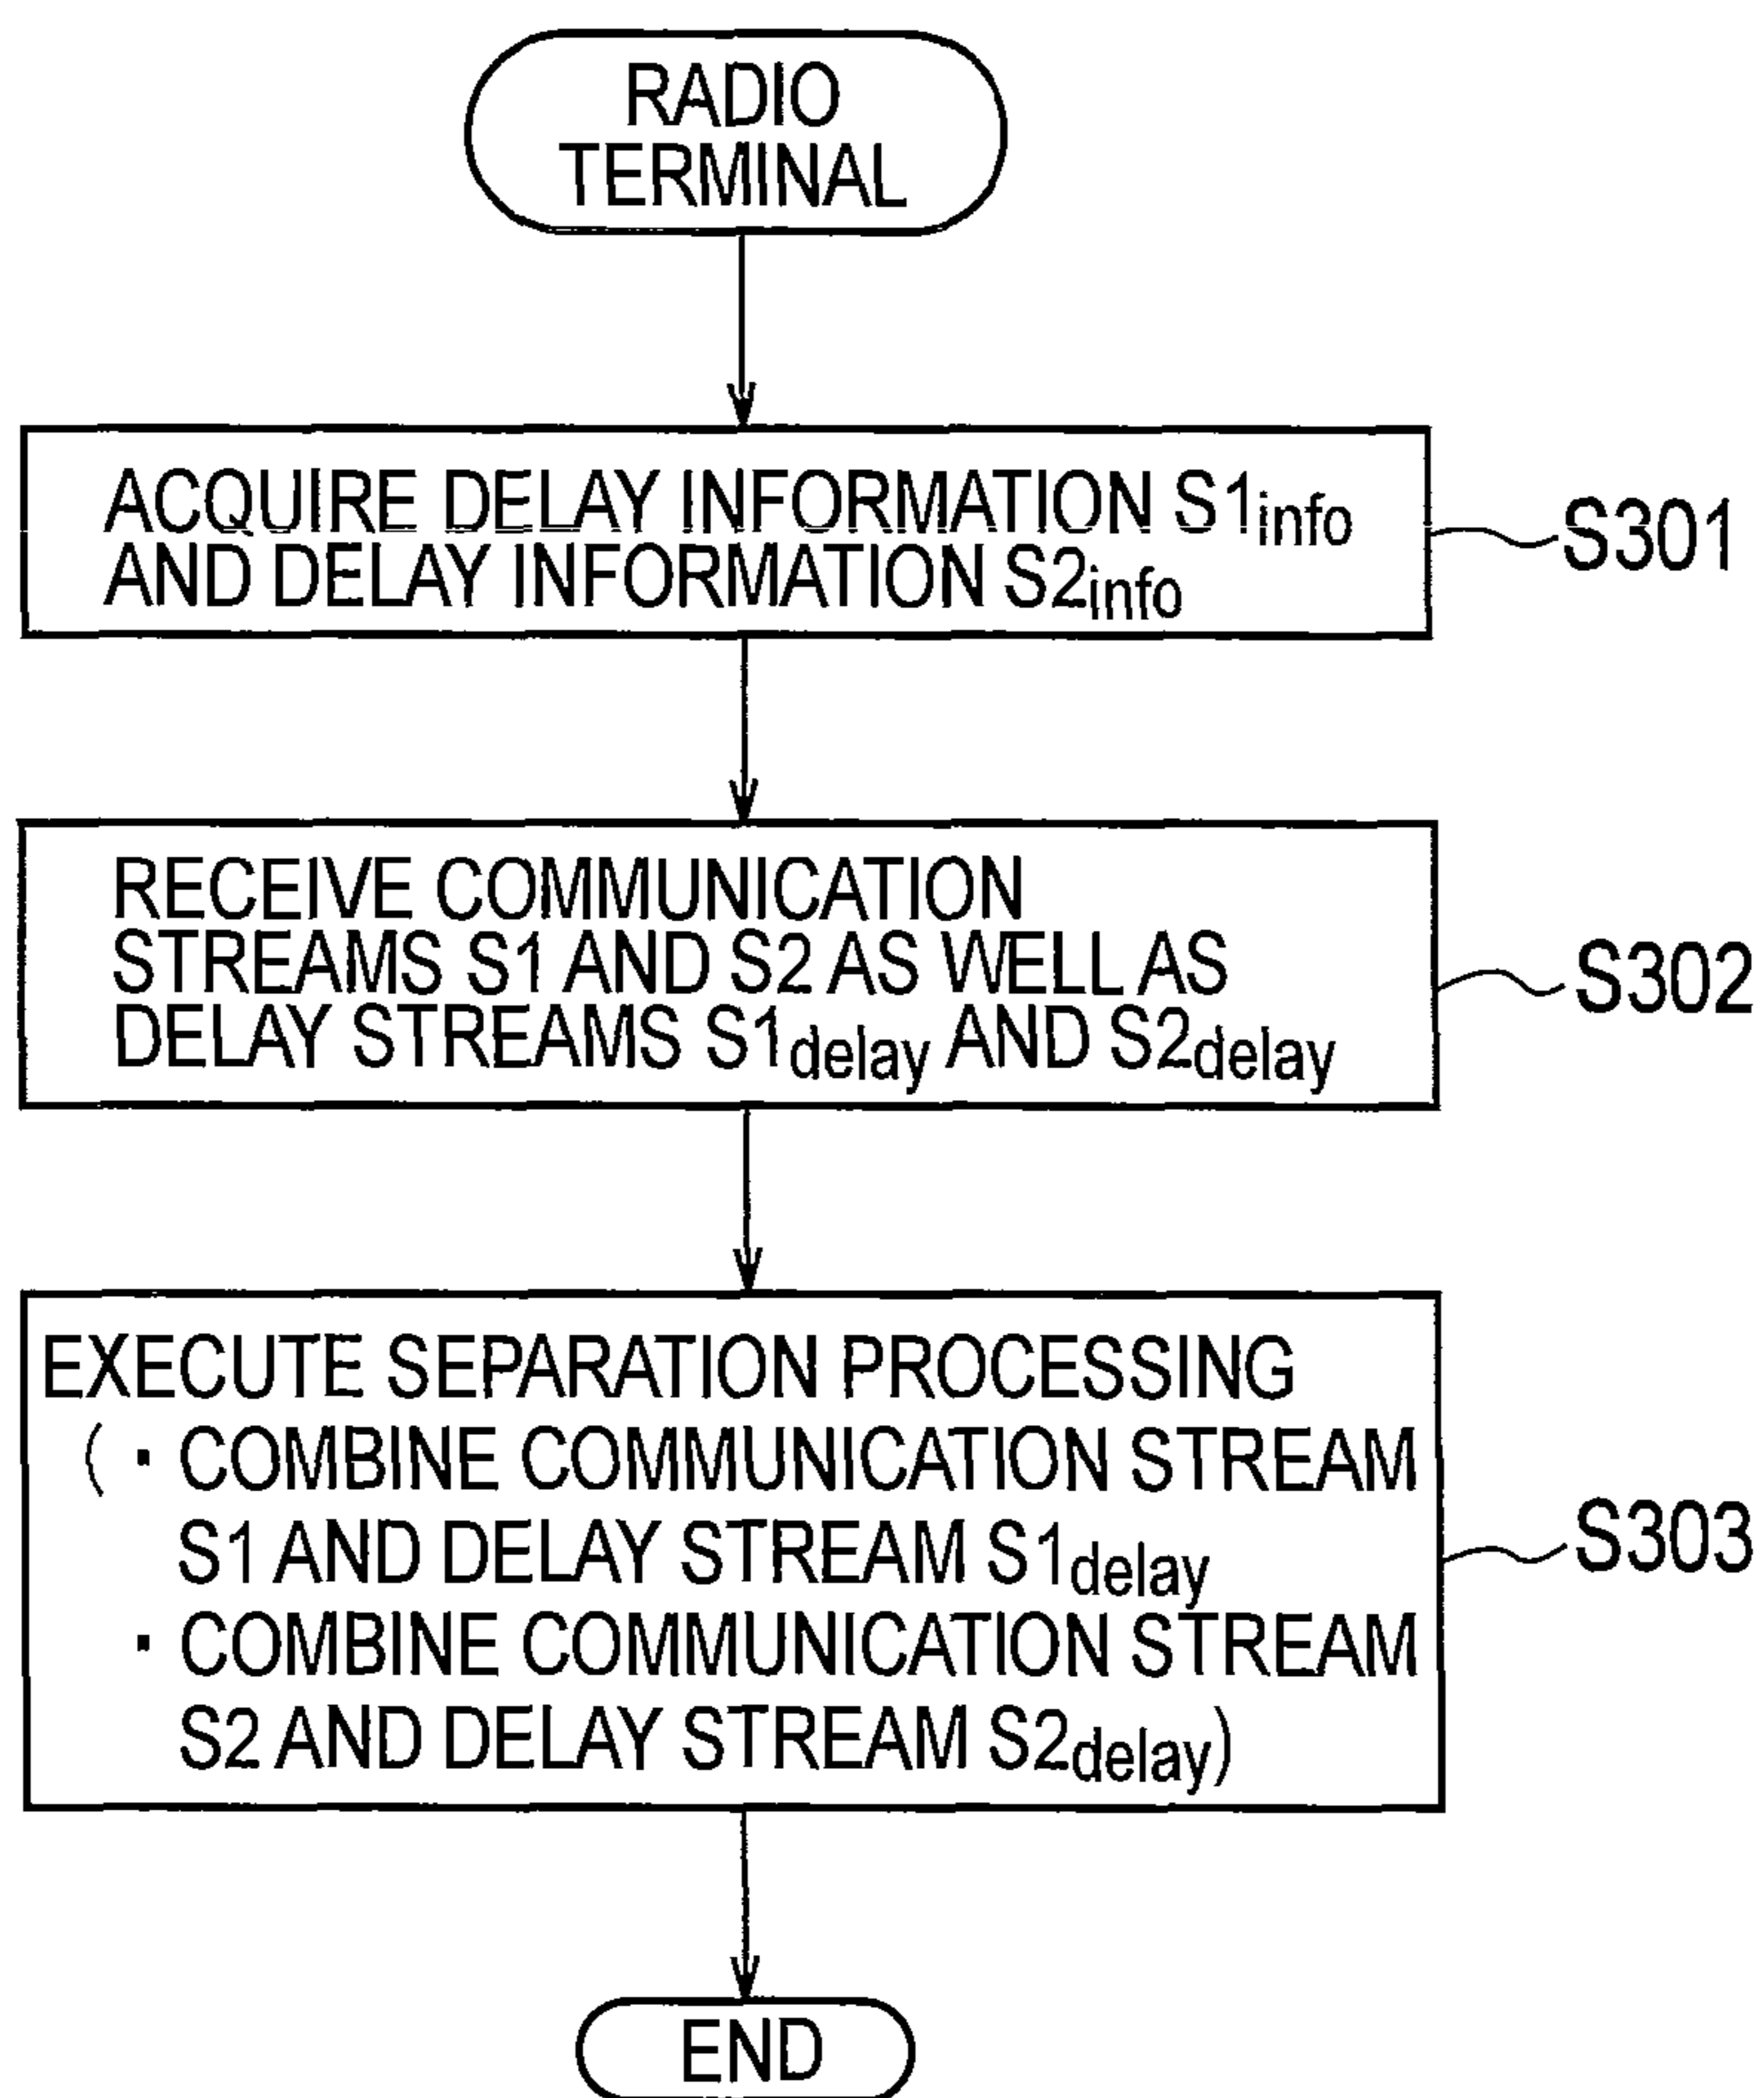 RADIO
TERMINAL
ACQUIRE DELAY INFORMATION S1info
AND DELAY INFORMATION S2info
S301
RECEIVE COMMUNICATION
STREAMS S1 AND S2 AS WELL AS
DELAY STREAMS S1delay AND S2delay
S302
EXECUTE SEPARATION PROCESSING
(・COMBINE COMMUNICATION STREAM
S1 AND DELAY STREAM S1delay
・COMBINE COMMUNICATION STREAM
S2 AND DELAY STREAM S2delay)
S303
END